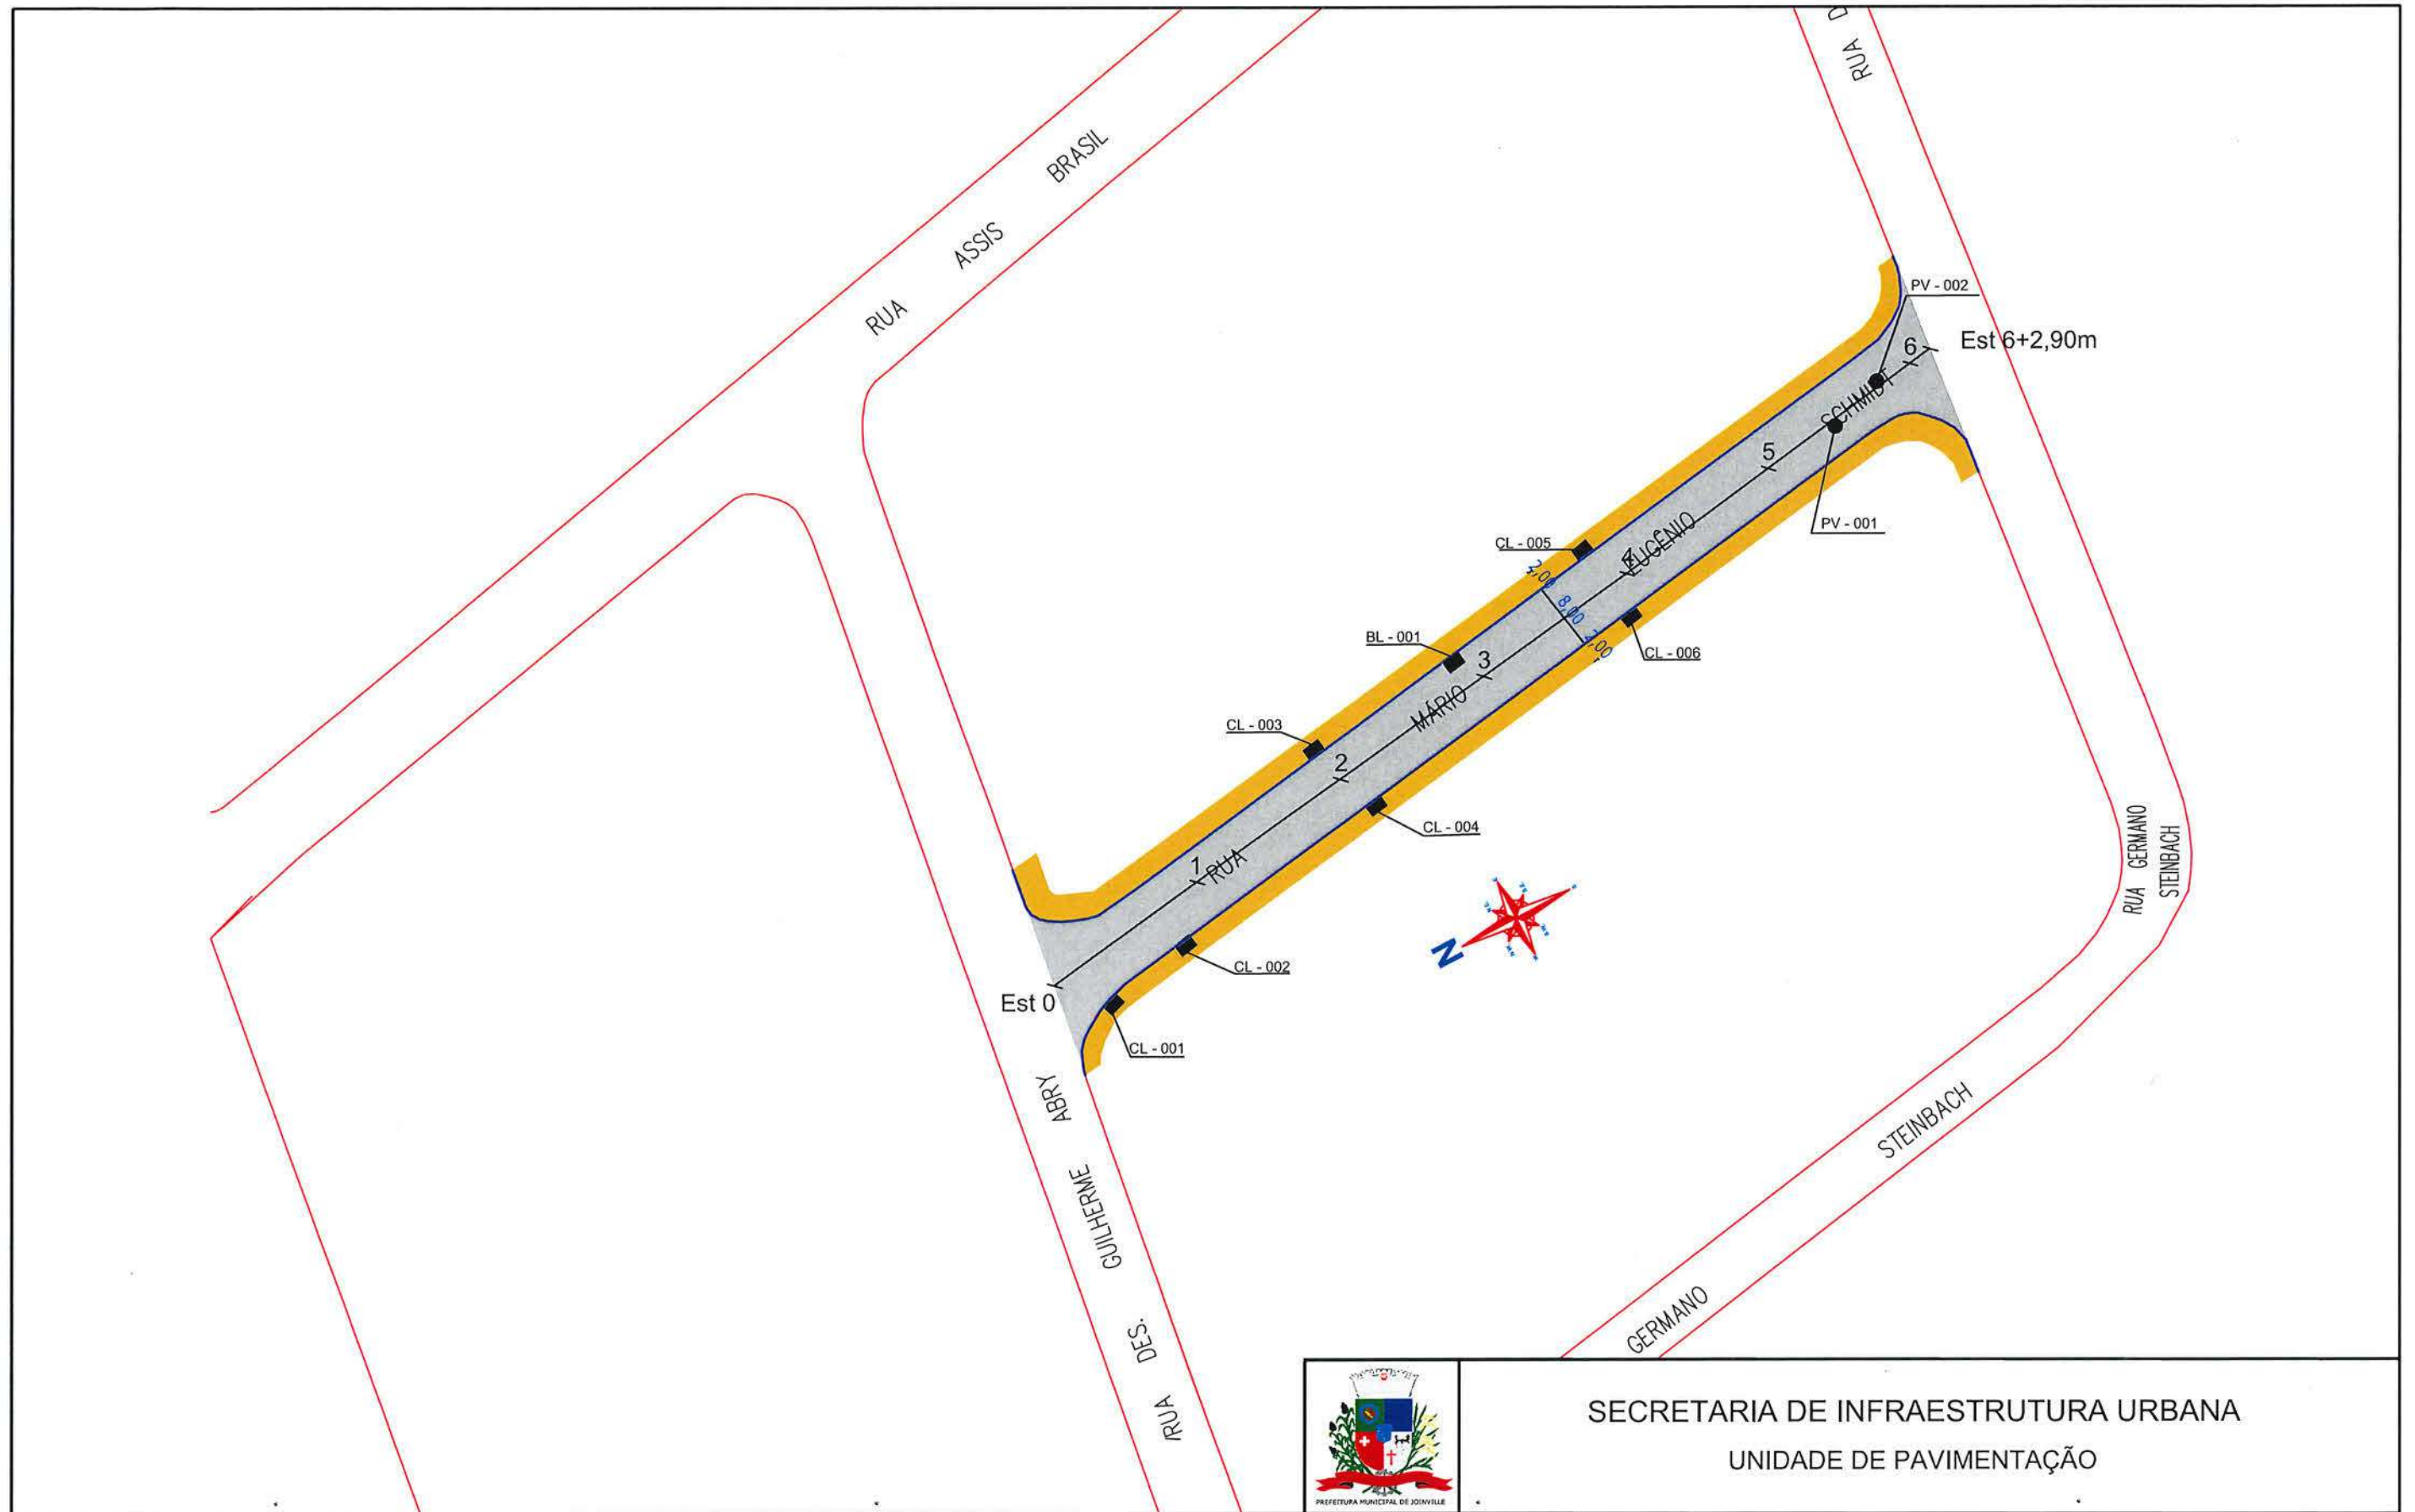 RUA ASSIS BRASIL
RUA D
PV - 002
Est 6+2,90m
6
SCHMIDT
5
PV - 001
CL - 005
EUGÊNIO
4
2,00
8,00
2,00
BL - 001
CL - 006
3
MÁRIO
CL - 003
2
CL - 004
1
RUA
CL - 002
Est 0
CL - 001
N
RUA GERMANO
STEINBACH
GERMANO STEINBACH
RUA DES. GUILHERME ABRY
PREFEITURA MUNICIPAL DE JOINVILLE
SECRETARIA DE INFRAESTRUTURA URBANA
UNIDADE DE PAVIMENTAÇÃO